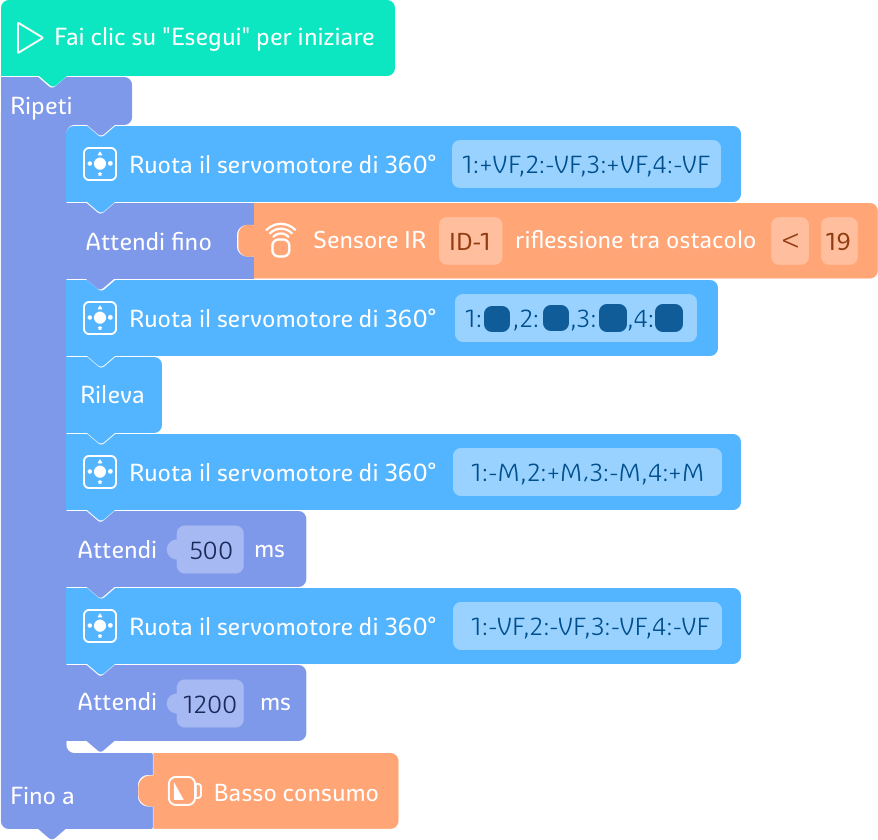 Fai clic su "Esegui" per iniziare
Ripeti
Ruota il servomotore di 360° 1:+VF,2:-VF,3:+VF,4:-VF
Attendi fino Sensore IR ID-1 riflessione tra ostacolo < 19
Ruota il servomotore di 360° 1: ,2: ,3: ,4:
Rileva
Ruota il servomotore di 360° 1:-M,2:+M,3:-M,4:+M
Attendi 500 ms
Ruota il servomotore di 360° 1:-VF,2:-VF,3:-VF,4:-VF
Attendi 1200 ms
Fino a Basso consumo